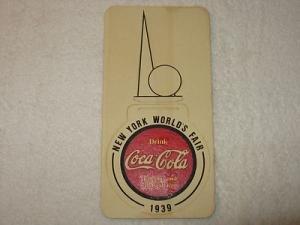 NEW YORK WORLD'S FAIR
Drink
Coca-Cola
1939